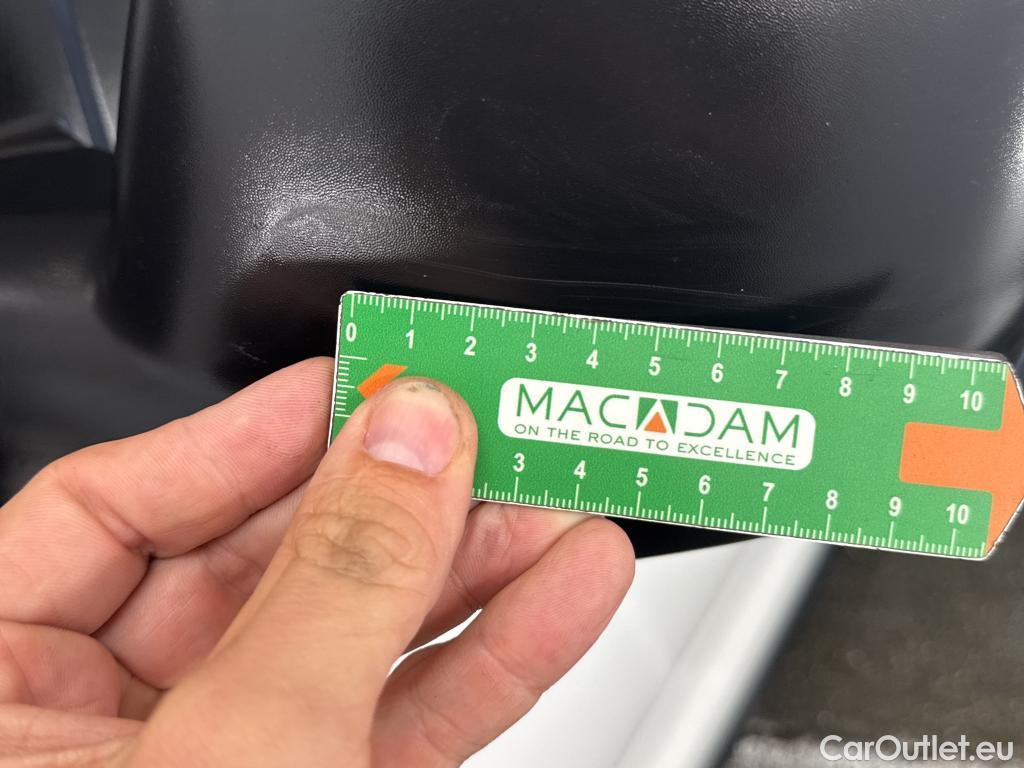 0 1 2 3 4 5 6 7 8 9 10
MACADAM
ON THE ROAD TO EXCELLENCE
3 4 5 6 7 8 9 10
CarOutlet.eu